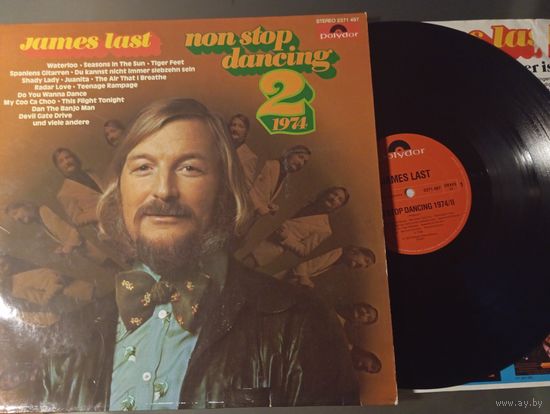 STEREO 2371 497
polydor
james last
non stop
dancing
2
1974
Waterloo · Seasons In The Sun · Tiger Feet
Spaniens Gitarren · Du kannst nicht immer siebzehn sein
Shady Lady · Juanita · The Air That I Breathe
Radar Love · Teenage Rampage
Do You Wanna Dance
My Coo Ca Choo · This Flight Tonight
Dan The Banjo Man
Devil Gate Drive
und viele andere
polydor
2371 497
JAMES LAST
STOP DANCING 1974/II
www.ay.by